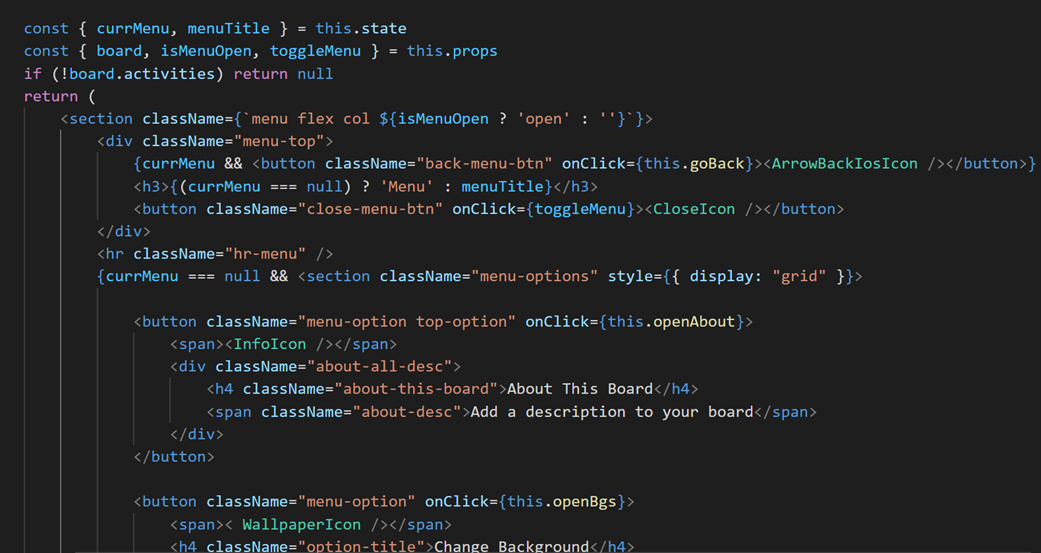 const { currMenu, menuTitle } = this.state
const { board, isMenuOpen, toggleMenu } = this.props
if (!board.activities) return null
return (
<section className={`menu flex col ${isMenuOpen ? 'open' : ''}`}>
<div className="menu-top">
{currMenu && <button className="back-menu-btn" onClick={this.goBack}><ArrowBackIosIcon /></button>}
<h3>{(currMenu === null) ? 'Menu' : menuTitle}</h3>
<button className="close-menu-btn" onClick={toggleMenu}><CloseIcon /></button>
</div>
<hr className="hr-menu" />
{currMenu === null && <section className="menu-options" style={{ display: "grid" }}>
<button className="menu-option top-option" onClick={this.openAbout}>
<span><InfoIcon /></span>
<div className="about-all-desc">
<h4 className="about-this-board">About This Board</h4>
<span className="about-desc">Add a description to your board</span>
</div>
</button>
<button className="menu-option" onClick={this.openBgs}>
<span>< WallpaperIcon /></span>
<h4 className="option-title">Change Background</h4>